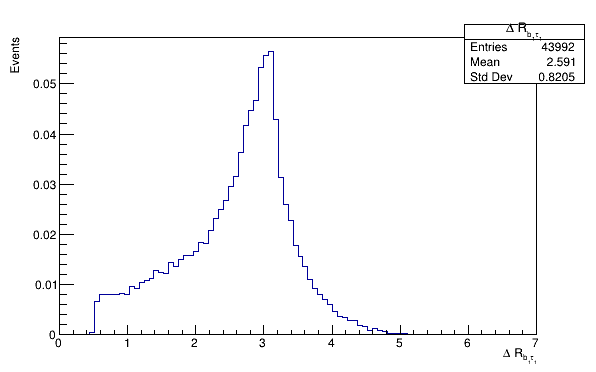 Δ R_{b₁τ₁}
Entries 43992
Mean 2.591
Std Dev 0.8205
Events
0.05
0.04
0.03
0.02
0.01
0
0 1 2 3 4 5 6 7
Δ R_{b₁τ₁}